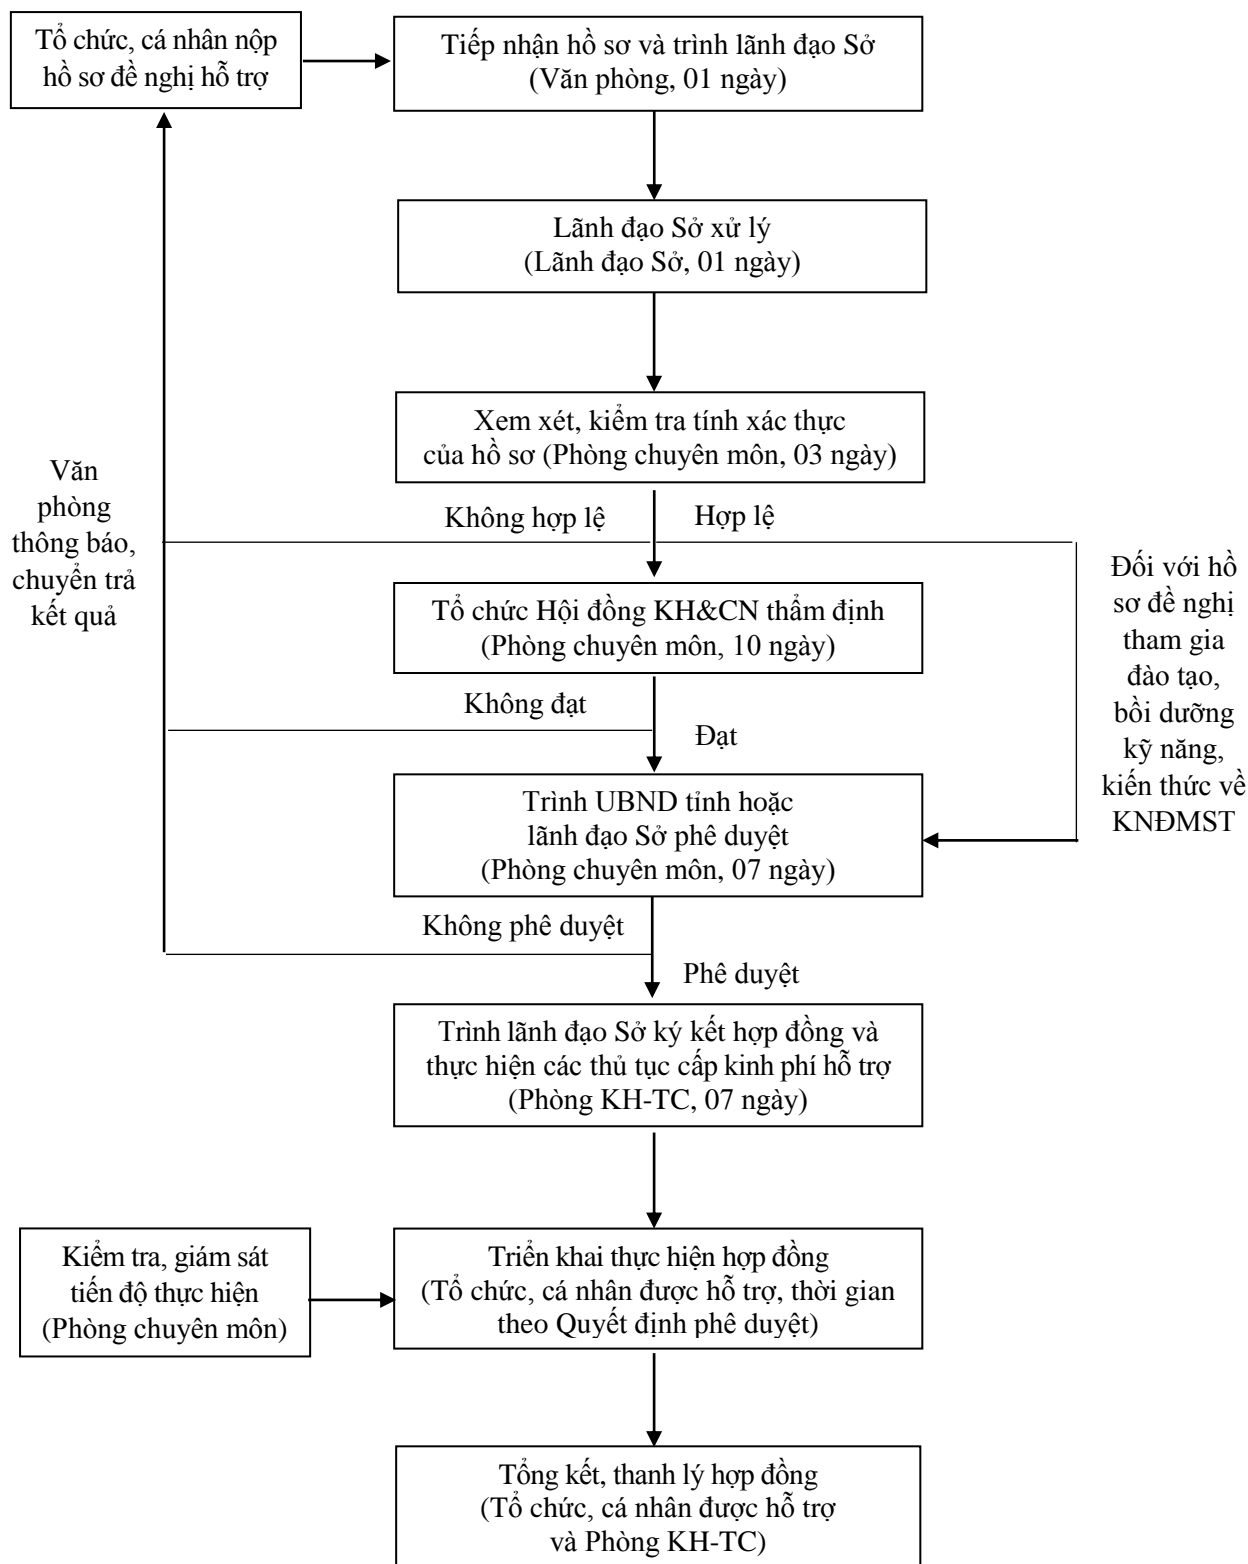 Tổ chức, cá nhân nộp
hồ sơ đề nghị hỗ trợ
Tiếp nhận hồ sơ và trình lãnh đạo Sở
(Văn phòng, 01 ngày)
Lãnh đạo Sở xử lý
(Lãnh đạo Sở, 01 ngày)
Xem xét, kiểm tra tính xác thực
của hồ sơ (Phòng chuyên môn, 03 ngày)
Văn
phòng
thông báo,
chuyển trả
kết quả
Không hợp lệ
Hợp lệ
Đối với hồ
sơ đề nghị
tham gia
đào tạo,
bồi dưỡng
kỹ năng,
kiến thức về
KNĐMST
Tổ chức Hội đồng KH&CN thẩm định
(Phòng chuyên môn, 10 ngày)
Không đạt
Đạt
Trình UBND tỉnh hoặc
lãnh đạo Sở phê duyệt
(Phòng chuyên môn, 07 ngày)
Không phê duyệt
Phê duyệt
Trình lãnh đạo Sở ký kết hợp đồng và
thực hiện các thủ tục cấp kinh phí hỗ trợ
(Phòng KH-TC, 07 ngày)
Kiểm tra, giám sát
tiến độ thực hiện
(Phòng chuyên môn)
Triển khai thực hiện hợp đồng
(Tổ chức, cá nhân được hỗ trợ, thời gian
theo Quyết định phê duyệt)
Tổng kết, thanh lý hợp đồng
(Tổ chức, cá nhân được hỗ trợ
và Phòng KH-TC)